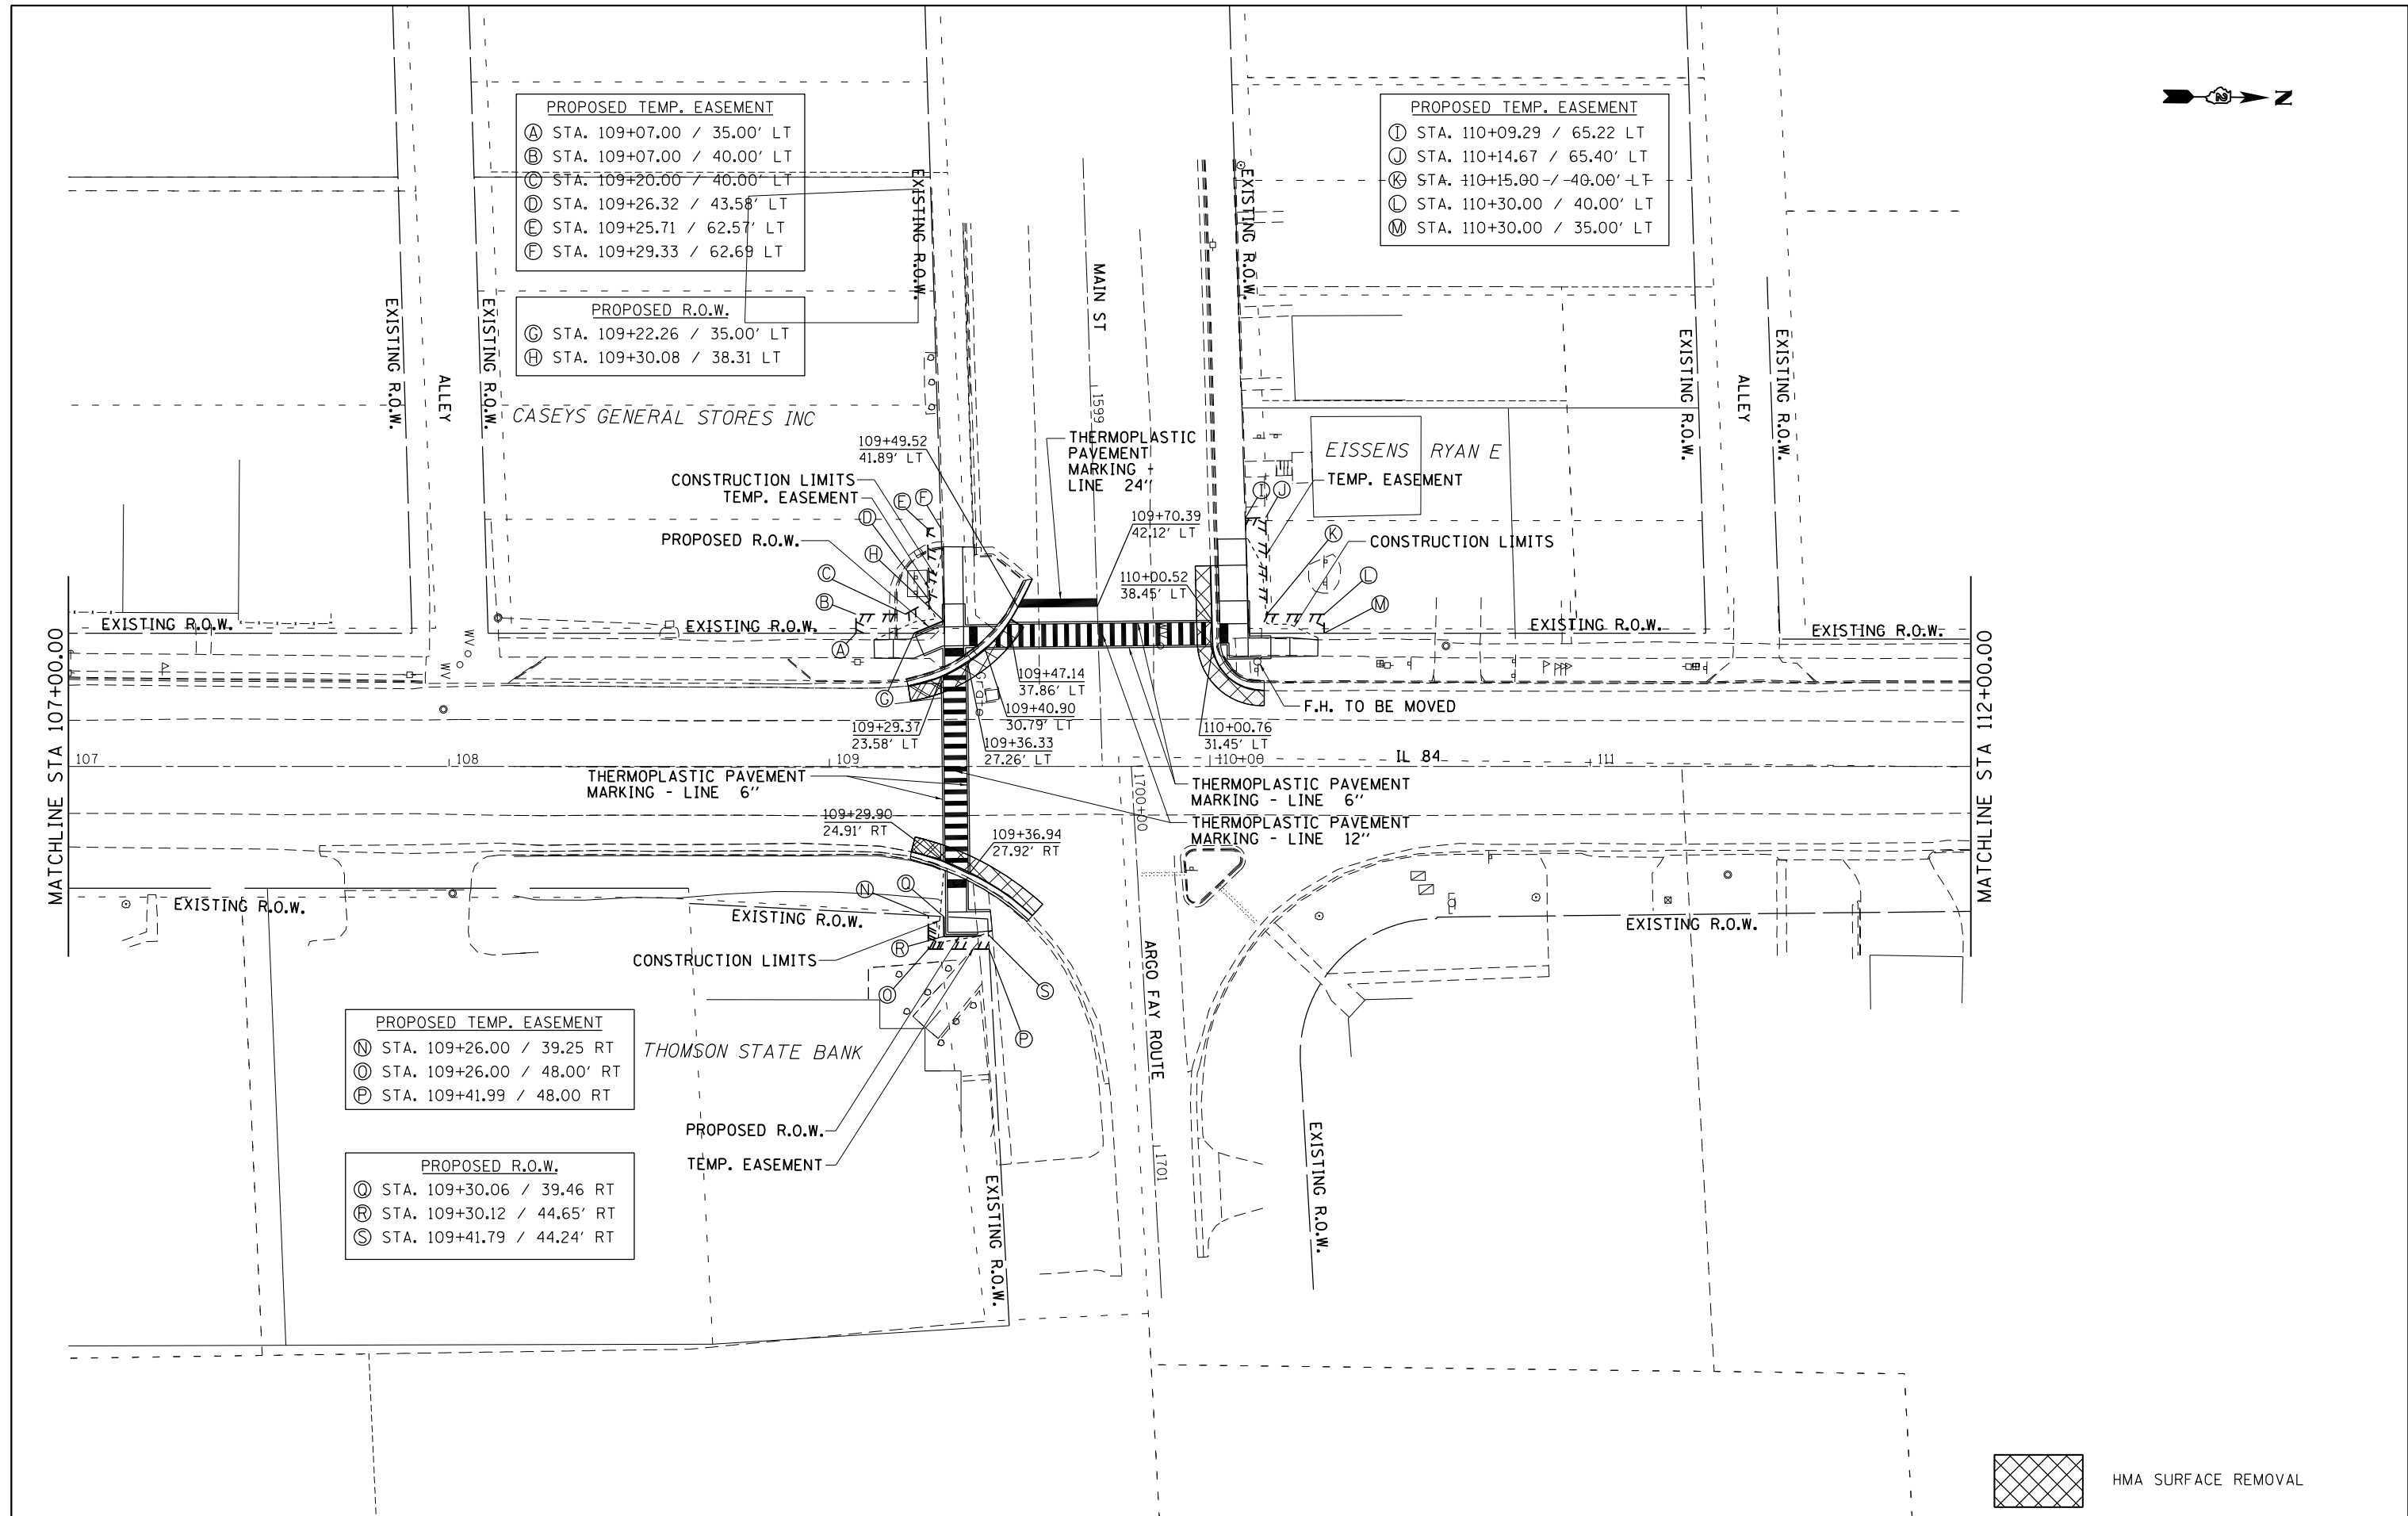 PROPOSED TEMP. EASEMENT
Ⓐ STA. 109+07.00 / 35.00' LT
Ⓑ STA. 109+07.00 / 40.00' LT
Ⓒ STA. 109+20.00 / 40.00' LT
Ⓓ STA. 109+26.32 / 43.58' LT
Ⓔ STA. 109+25.71 / 62.57' LT
Ⓕ STA. 109+29.33 / 62.69 LT
PROPOSED R.O.W.
Ⓖ STA. 109+22.26 / 35.00' LT
Ⓗ STA. 109+30.08 / 38.31 LT
PROPOSED TEMP. EASEMENT
Ⓘ STA. 110+09.29 / 65.22 LT
Ⓙ STA. 110+14.67 / 65.40' LT
Ⓚ STA. 110+15.00 / 40.00' LT
Ⓛ STA. 110+30.00 / 40.00' LT
Ⓜ STA. 110+30.00 / 35.00' LT
N
EXISTING R.O.W.
ALLEY
EXISTING R.O.W.
EXISTING R.O.W.
MAIN ST
1599
EXISTING R.O.W.
EXISTING R.O.W.
ALLEY
EXISTING R.O.W.
CASEYS GENERAL STORES INC
EISSENS RYAN E
109+49.52
41.89' LT
THERMOPLASTIC
PAVEMENT
MARKING -
LINE 24"
CONSTRUCTION LIMITS
TEMP. EASEMENT
PROPOSED R.O.W.
TEMP. EASEMENT
CONSTRUCTION LIMITS
109+70.39
42.12' LT
110+00.52
38.45' LT
Ⓔ Ⓕ
Ⓓ
Ⓗ
Ⓒ
Ⓑ
Ⓐ
Ⓖ
Ⓘ Ⓙ
Ⓚ
Ⓛ
Ⓜ
EXISTING R.O.W.
EXISTING R.O.W.
EXISTING R.O.W.
EXISTING R.O.W.
WV
WV
WV
109+47.14
37.86' LT
109+40.90
30.79' LT
109+29.37
23.58' LT
109+36.33
27.26' LT
110+00.76
31.45' LT
F.H. TO BE MOVED
MATCHLINE STA 107+00.00
107
108
109
110+00
IL 84
111
MATCHLINE STA 112+00.00
THERMOPLASTIC PAVEMENT
MARKING - LINE 6"
THERMOPLASTIC PAVEMENT
MARKING - LINE 6"
THERMOPLASTIC PAVEMENT
MARKING - LINE 12"
1700+00
109+29.90
24.91' RT
109+36.94
27.92' RT
Ⓝ
Ⓠ
Ⓡ
Ⓞ
Ⓢ
Ⓟ
EXISTING R.O.W.
EXISTING R.O.W.
EXISTING R.O.W.
CONSTRUCTION LIMITS
THOMSON STATE BANK
ARGO FAY ROUTE
1701
PROPOSED TEMP. EASEMENT
Ⓝ STA. 109+26.00 / 39.25 RT
Ⓞ STA. 109+26.00 / 48.00' RT
Ⓟ STA. 109+41.99 / 48.00 RT
PROPOSED R.O.W.
TEMP. EASEMENT
PROPOSED R.O.W.
Ⓠ STA. 109+30.06 / 39.46 RT
Ⓡ STA. 109+30.12 / 44.65' RT
Ⓢ STA. 109+41.79 / 44.24' RT
EXISTING R.O.W.
EXISTING R.O.W.
HMA SURFACE REMOVAL